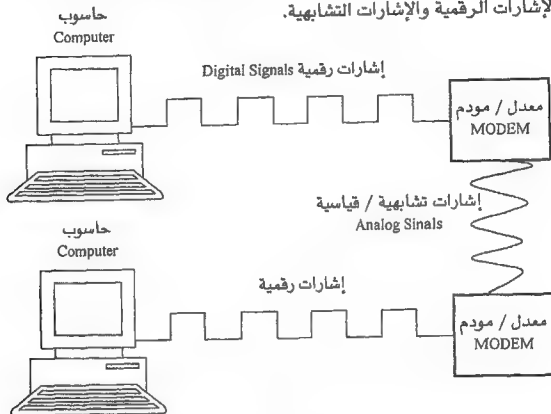 الإشارات الرقمية والإشارات التشابهية.
حاسوب
Computer
إشارات رقمية Digital Signals
معدل / مودم
MODEM
إشارات تشابهية / قياسية
Analog Sinals
حاسوب
Computer
إشارات رقمية
معدل / مودم
MODEM